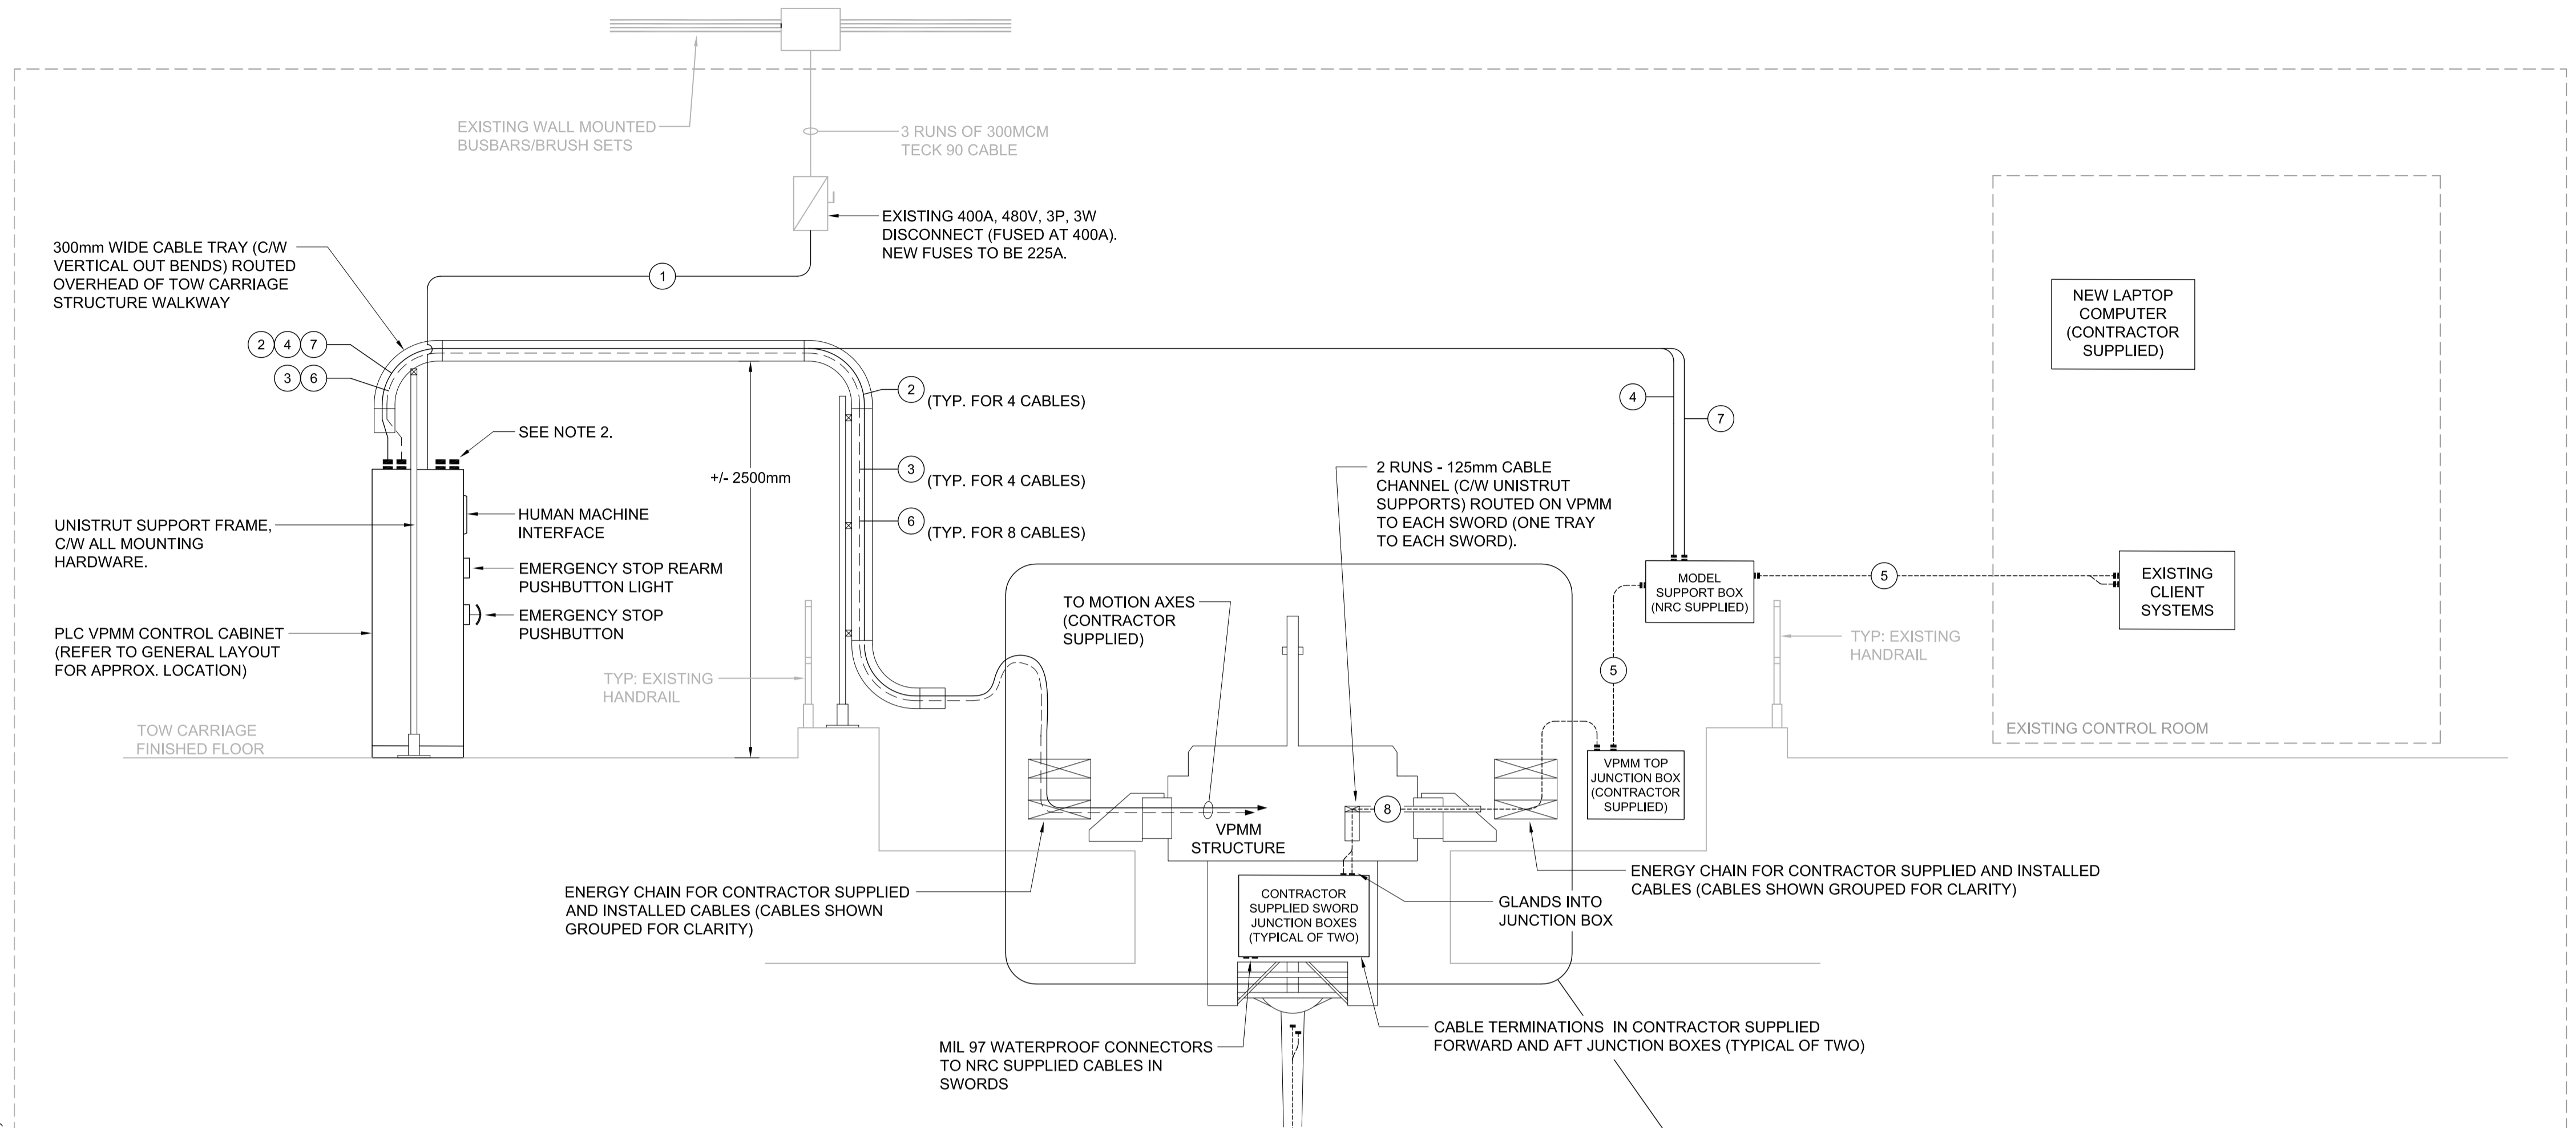 EXISTING WALL MOUNTED
BUSBARS/BRUSH SETS
3 RUNS OF 300MCM
TECK 90 CABLE
EXISTING 400A, 480V, 3P, 3W
DISCONNECT (FUSED AT 400A).
NEW FUSES TO BE 225A.
300mm WIDE CABLE TRAY (C/W
VERTICAL OUT BENDS) ROUTED
OVERHEAD OF TOW CARRIAGE
STRUCTURE WALKWAY
1
2 4 7
3 6
2
(TYP. FOR 4 CABLES)
3
(TYP. FOR 4 CABLES)
6
(TYP. FOR 8 CABLES)
SEE NOTE 2.
+/- 2500mm
UNISTRUT SUPPORT FRAME,
C/W ALL MOUNTING
HARDWARE.
HUMAN MACHINE
INTERFACE
EMERGENCY STOP REARM
PUSHBUTTON LIGHT
EMERGENCY STOP
PUSHBUTTON
PLC VPMM CONTROL CABINET
(REFER TO GENERAL LAYOUT
FOR APPROX. LOCATION)
TOW CARRIAGE
FINISHED FLOOR
TYP: EXISTING
HANDRAIL
4
7
2 RUNS - 125mm CABLE
CHANNEL (C/W UNISTRUT
SUPPORTS) ROUTED ON VPMM
TO EACH SWORD (ONE TRAY
TO EACH SWORD).
TO MOTION AXES
(CONTRACTOR
SUPPLIED)
MODEL
SUPPORT BOX
(NRC SUPPLIED)
5
5
NEW LAPTOP
COMPUTER
(CONTRACTOR
SUPPLIED)
EXISTING
CLIENT
SYSTEMS
TYP: EXISTING
HANDRAIL
EXISTING CONTROL ROOM
VPMM TOP
JUNCTION BOX
(CONTRACTOR
SUPPLIED)
8
VPMM
STRUCTURE
ENERGY CHAIN FOR CONTRACTOR SUPPLIED
AND INSTALLED CABLES (CABLES SHOWN
GROUPED FOR CLARITY)
CONTRACTOR
SUPPLIED SWORD
JUNCTION BOXES
(TYPICAL OF TWO)
GLANDS INTO
JUNCTION BOX
ENERGY CHAIN FOR CONTRACTOR SUPPLIED AND INSTALLED
CABLES (CABLES SHOWN GROUPED FOR CLARITY)
MIL 97 WATERPROOF CONNECTORS
TO NRC SUPPLIED CABLES IN
SWORDS
CABLE TERMINATIONS IN CONTRACTOR SUPPLIED
FORWARD AND AFT JUNCTION BOXES (TYPICAL OF TWO)